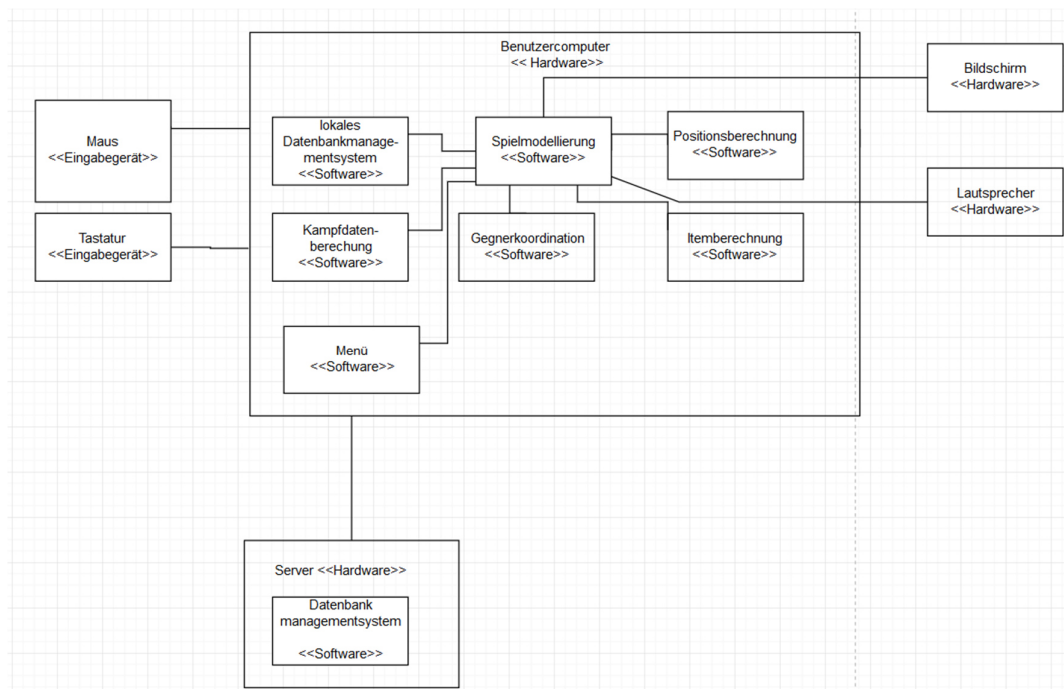 Benutzercomputer
<< Hardware>>
Bildschirm
<<Hardware>>
Maus
<<Eingabegerät>>
lokales
Datenbankmanage-
mentsystem
<<Software>>
Spielmodellierung
<<Software>>
Positionsberechnung
<<Software>>
Lautsprecher
<<Hardware>>
Tastatur
<<Eingabegerät>>
Kampfdaten-
berechung
<<Software>>
Gegnerkoordination
<<Software>>
Itemberechnung
<<Software>>
Menü
<<Software>>
Server <<Hardware>>
Datenbank
managementsystem
<<Software>>